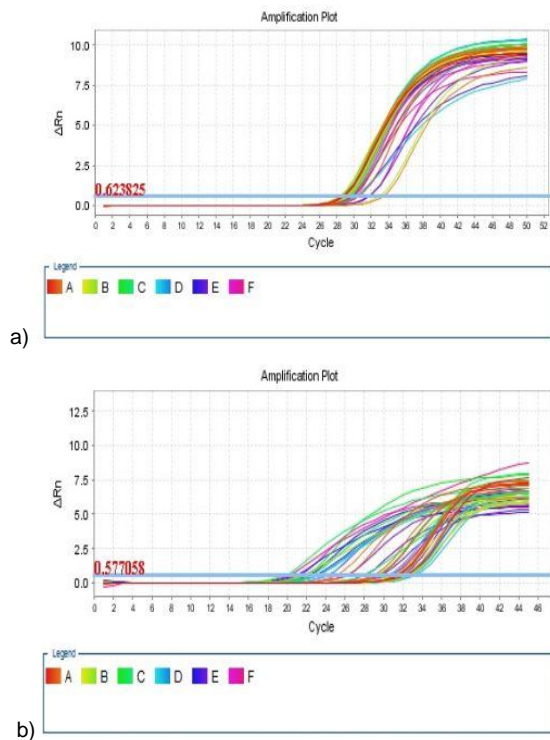 Amplification Plot
10.0
7.5
ΔRn
5.0
2.5
0.623825
0.0
0 2 4 6 8 10 12 14 16 18 20 22 24 26 28 30 32 34 36 38 40 42 44 46 48 50 52
Cycle
Legend
A B C D E F
a)
Amplification Plot
12.5
10.0
7.5
ΔRn
5.0
2.5
0.577058
0.0
0 2 4 6 8 10 12 14 16 18 20 22 24 26 28 30 32 34 36 38 40 42 44 46
Cycle
Legend
A B C D E F
b)